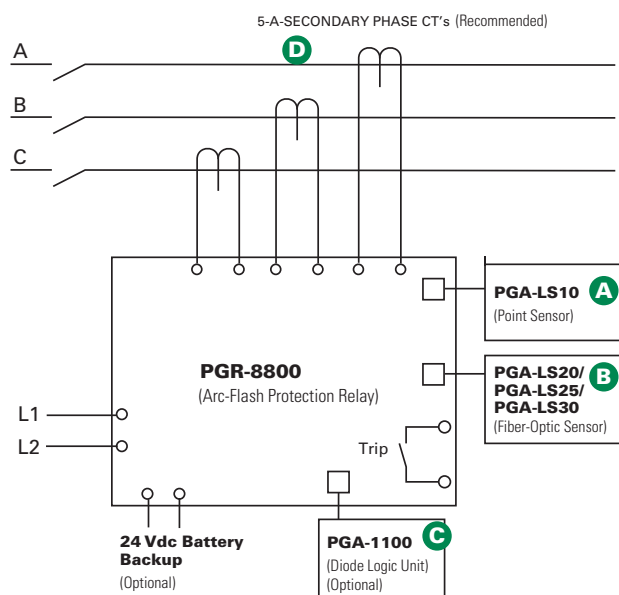 5-A-SECONDARY PHASE CT's (Recommended)
D
A
B
C
PGA-LS10 A
(Point Sensor)
PGR-8800
(Arc-Flash Protection Relay)
PGA-LS20/ B
PGA-LS25/
PGA-LS30
(Fiber-Optic Sensor)
L1
L2
Trip
24 Vdc Battery
Backup
(Optional)
PGA-1100 C
(Diode Logic Unit)
(Optional)